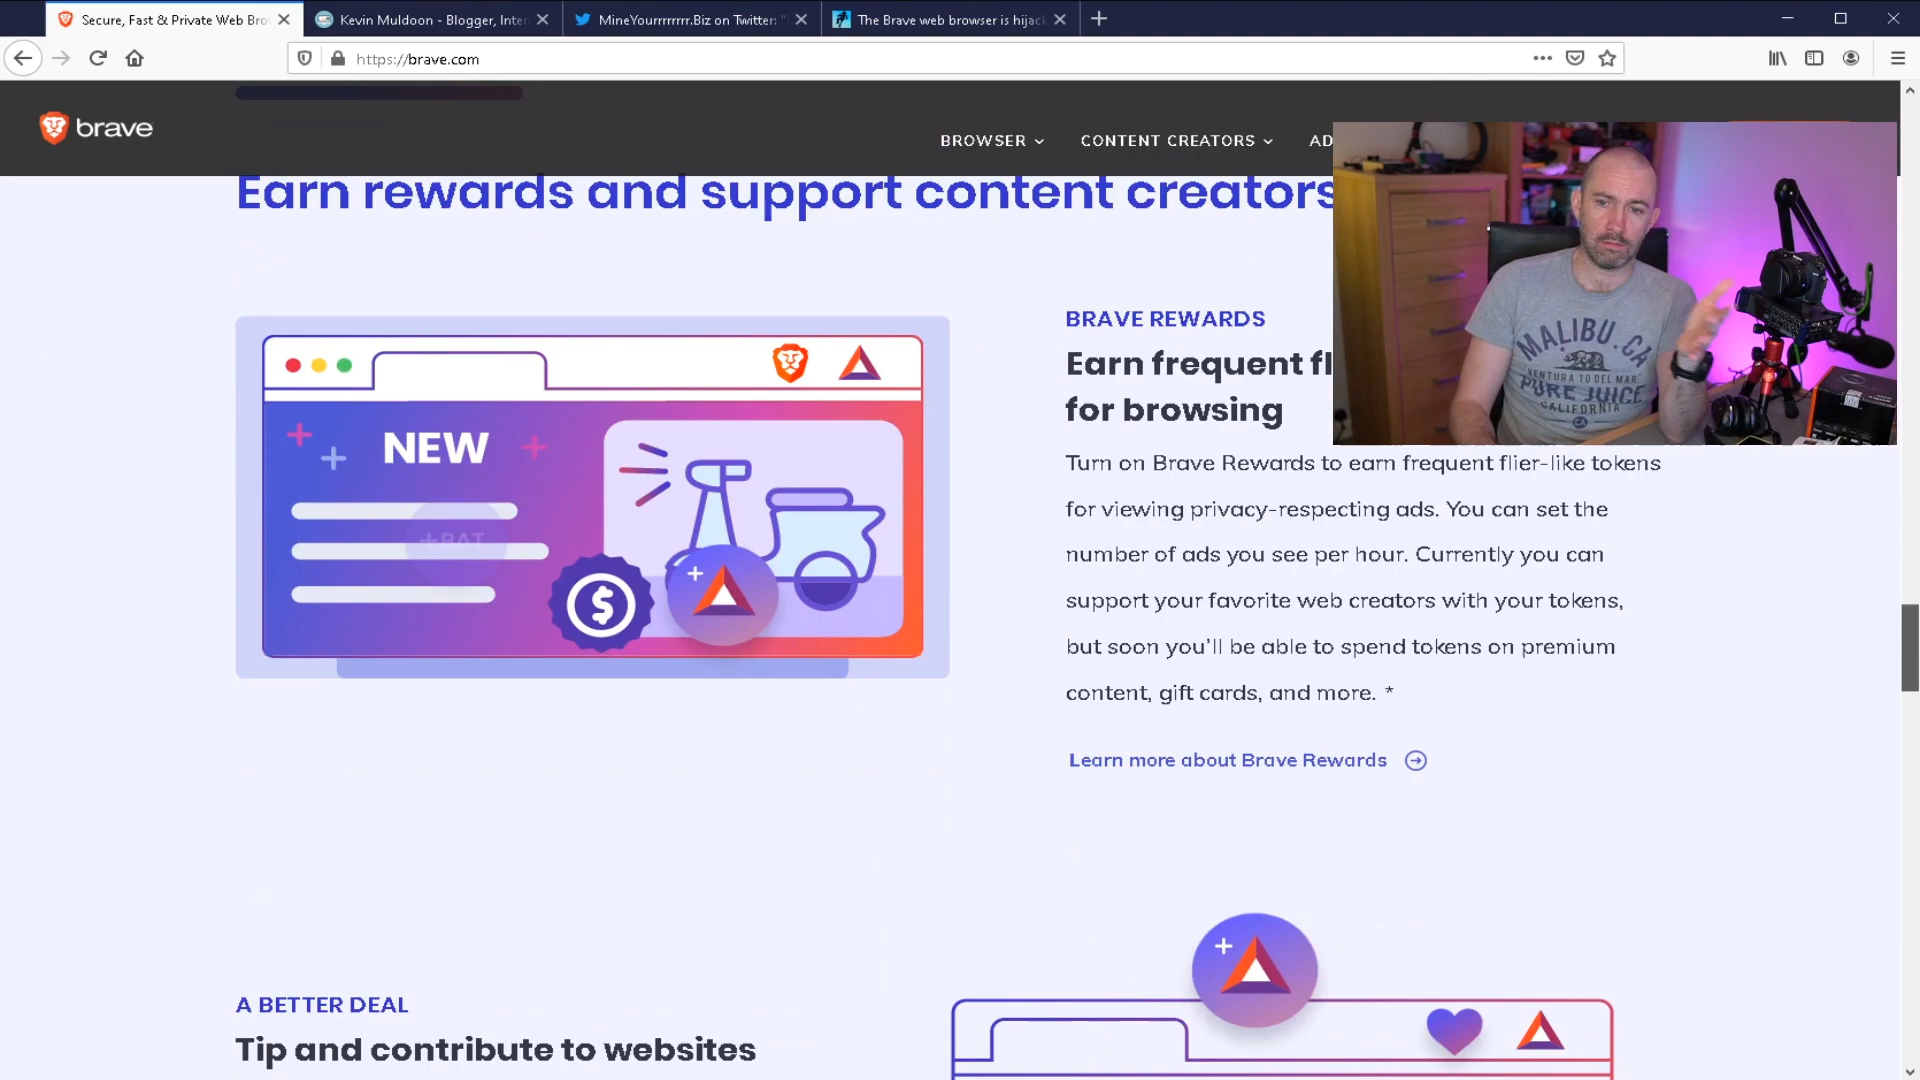 Secure, Fast & Private Web Bro
Kevin Muldoon - Blogger, Inter
MineYourrrrrrr.Biz on Twitter: "
The Brave web browser is hijack
https://brave.com
brave
BROWSER
CONTENT CREATORS
AD
Earn rewards and support content creators
MALIBU.CA
VENTURA TO DEL MAR
PURE JUICE
CALIFORNIA
CA
NEW
+BAT
$
BRAVE REWARDS
Earn frequent fl
for browsing
Turn on Brave Rewards to earn frequent flier-like tokens
for viewing privacy-respecting ads. You can set the
number of ads you see per hour. Currently you can
support your favorite web creators with your tokens,
but soon you'll be able to spend tokens on premium
content, gift cards, and more. *
Learn more about Brave Rewards
A BETTER DEAL
Tip and contribute to websites